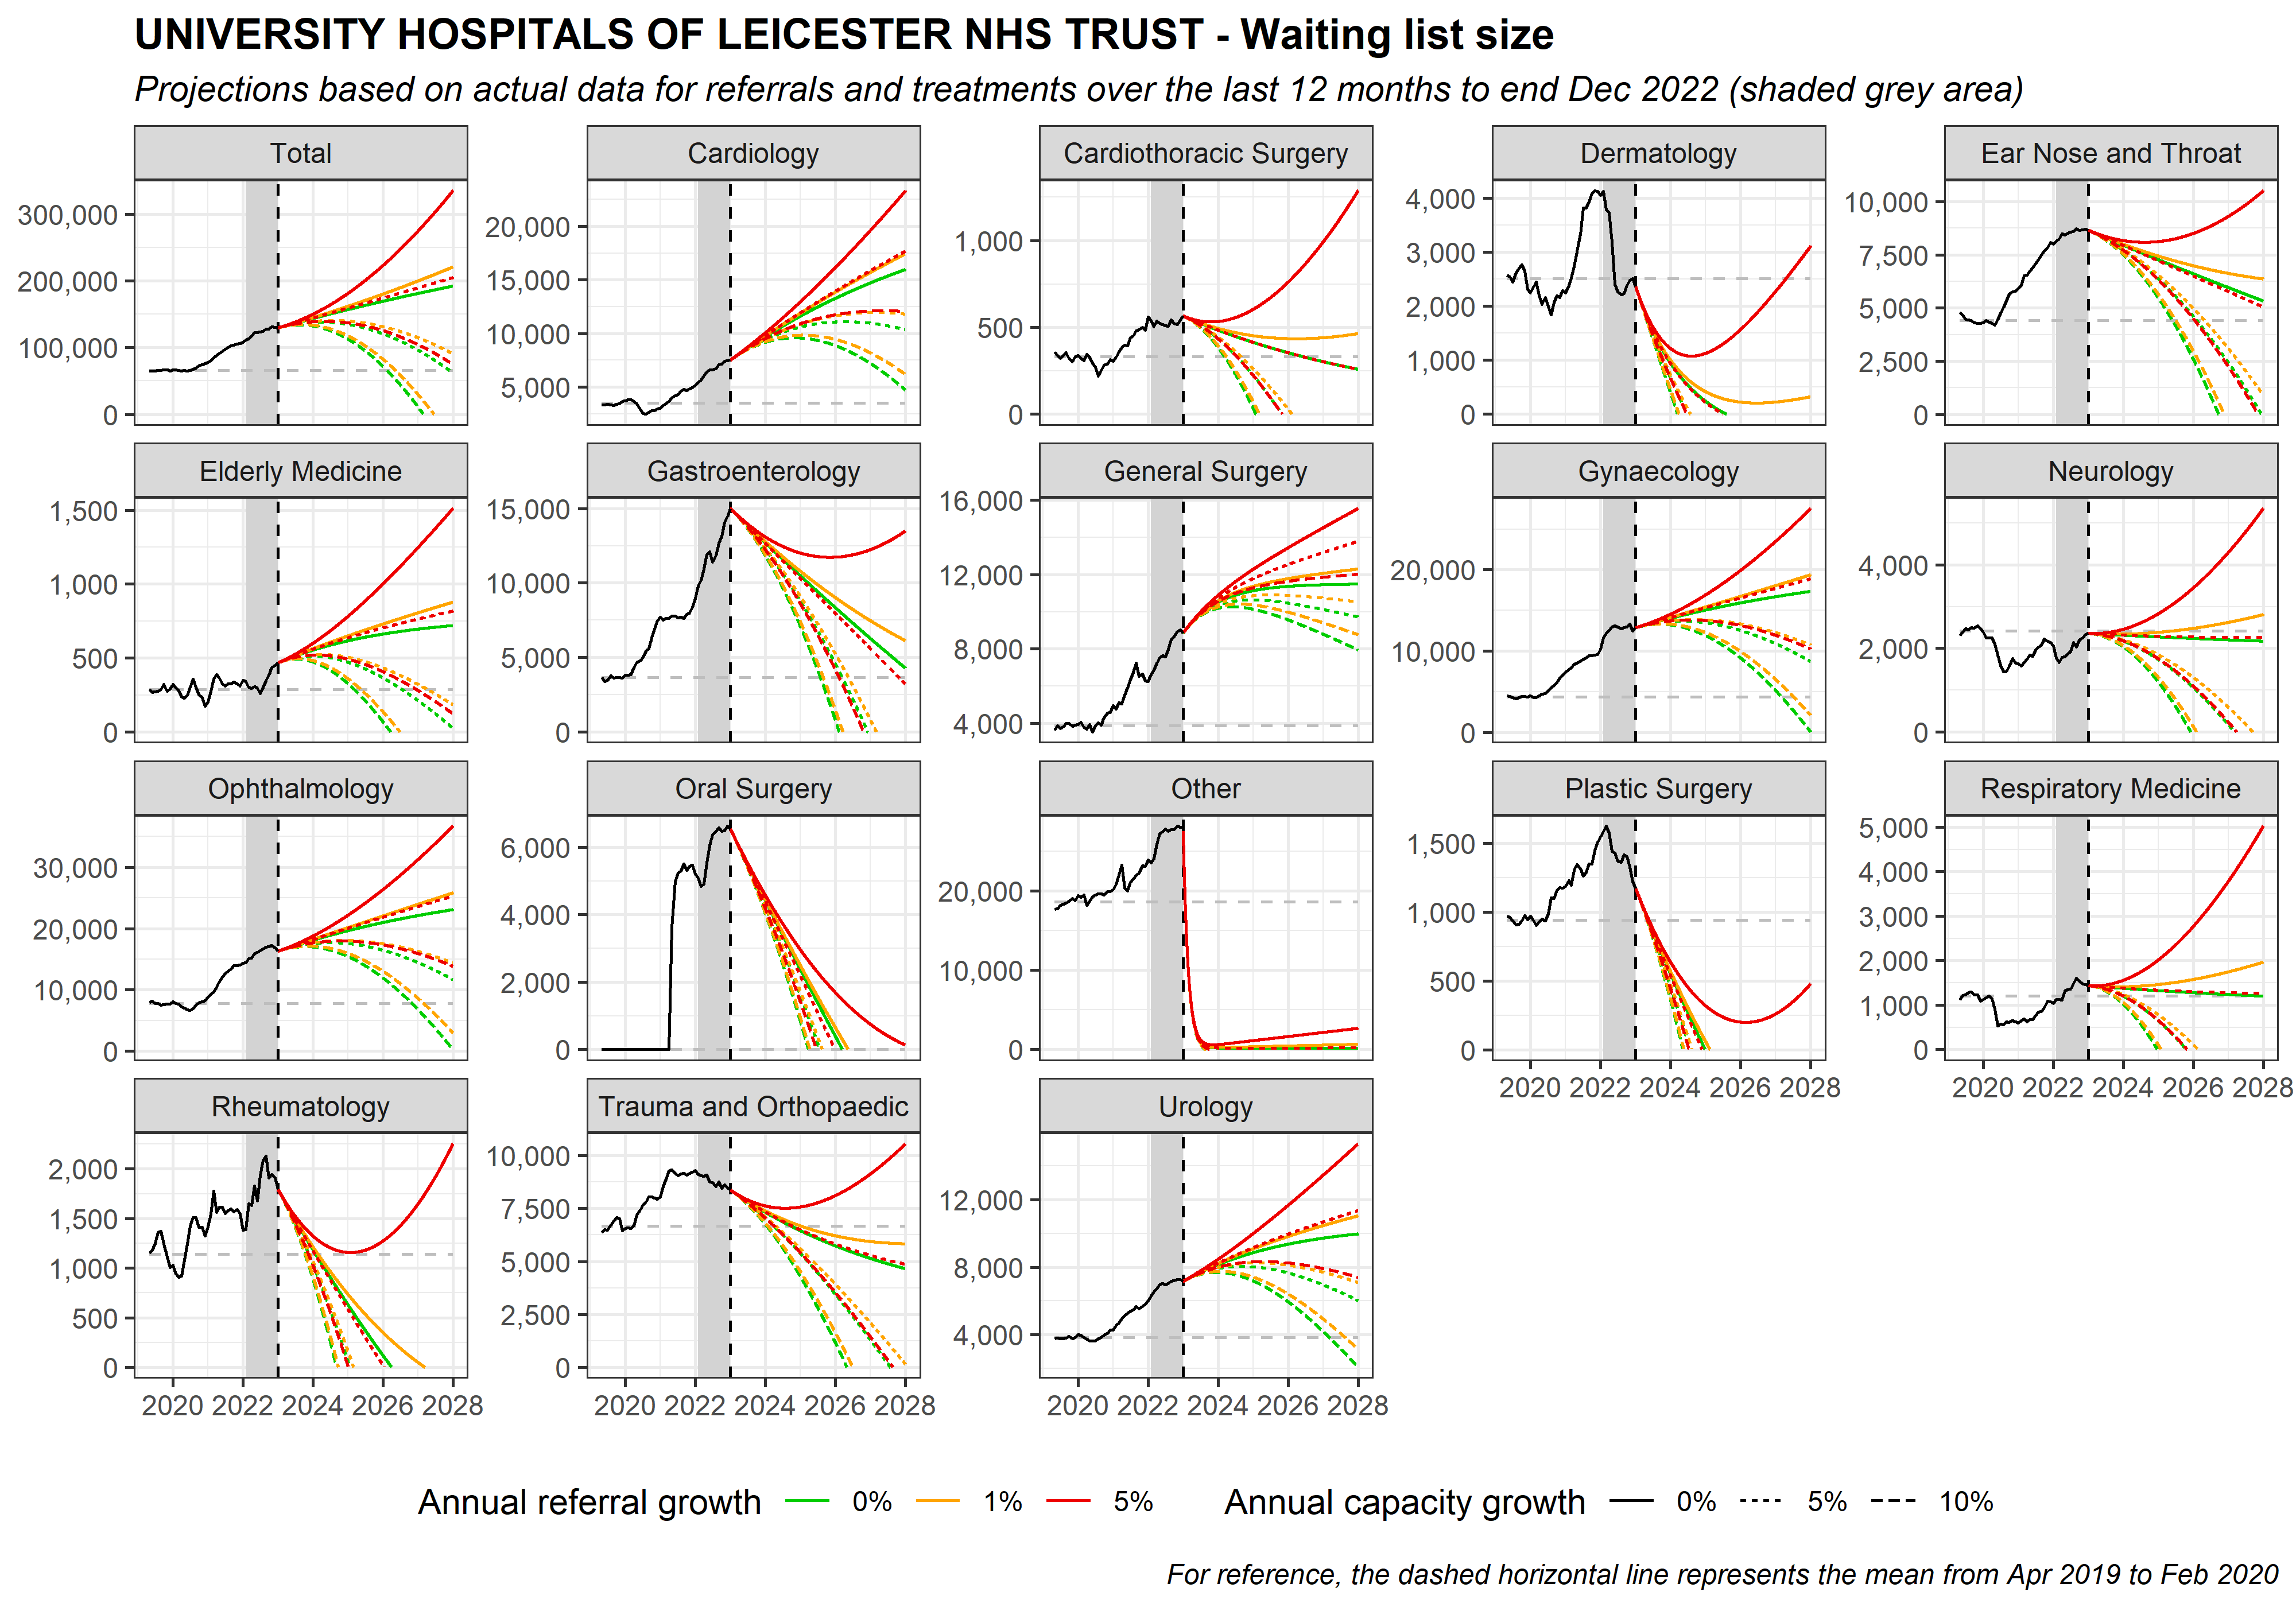 UNIVERSITY HOSPITALS OF LEICESTER NHS TRUST - Waiting list size
Projections based on actual data for referrals and treatments over the last 12 months to end Dec 2022 (shaded grey area)
Total
Cardiology
Cardiothoracic Surgery
Dermatology
Ear Nose and Throat
300,000
200,000
100,000
0
20,000
15,000
10,000
5,000
1,000
500
0
4,000
3,000
2,000
1,000
0
10,000
7,500
5,000
2,500
0
Elderly Medicine
Gastroenterology
General Surgery
Gynaecology
Neurology
1,500
1,000
500
0
15,000
10,000
5,000
0
16,000
12,000
8,000
4,000
20,000
10,000
0
4,000
2,000
0
Ophthalmology
Oral Surgery
Other
Plastic Surgery
Respiratory Medicine
30,000
20,000
10,000
0
6,000
4,000
2,000
0
20,000
10,000
0
1,500
1,000
500
0
5,000
4,000
3,000
2,000
1,000
0
2020 2022 2024 2026 2028
2020 2022 2024 2026 2028
Rheumatology
Trauma and Orthopaedic
Urology
2,000
1,500
1,000
500
0
10,000
7,500
5,000
2,500
0
12,000
8,000
4,000
2020 2022 2024 2026 2028
2020 2022 2024 2026 2028
2020 2022 2024 2026 2028
Annual referral growth 0% 1% 5% Annual capacity growth 0% 5% 10%
For reference, the dashed horizontal line represents the mean from Apr 2019 to Feb 2020